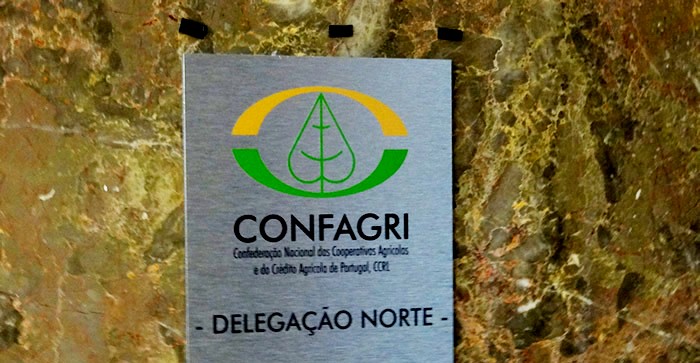 CONFAGRI
Confederação Nacional das Cooperativas Agrícolas
e do Crédito Agrícola de Portugal, CCRL
- DELEGAÇÃO NORTE -